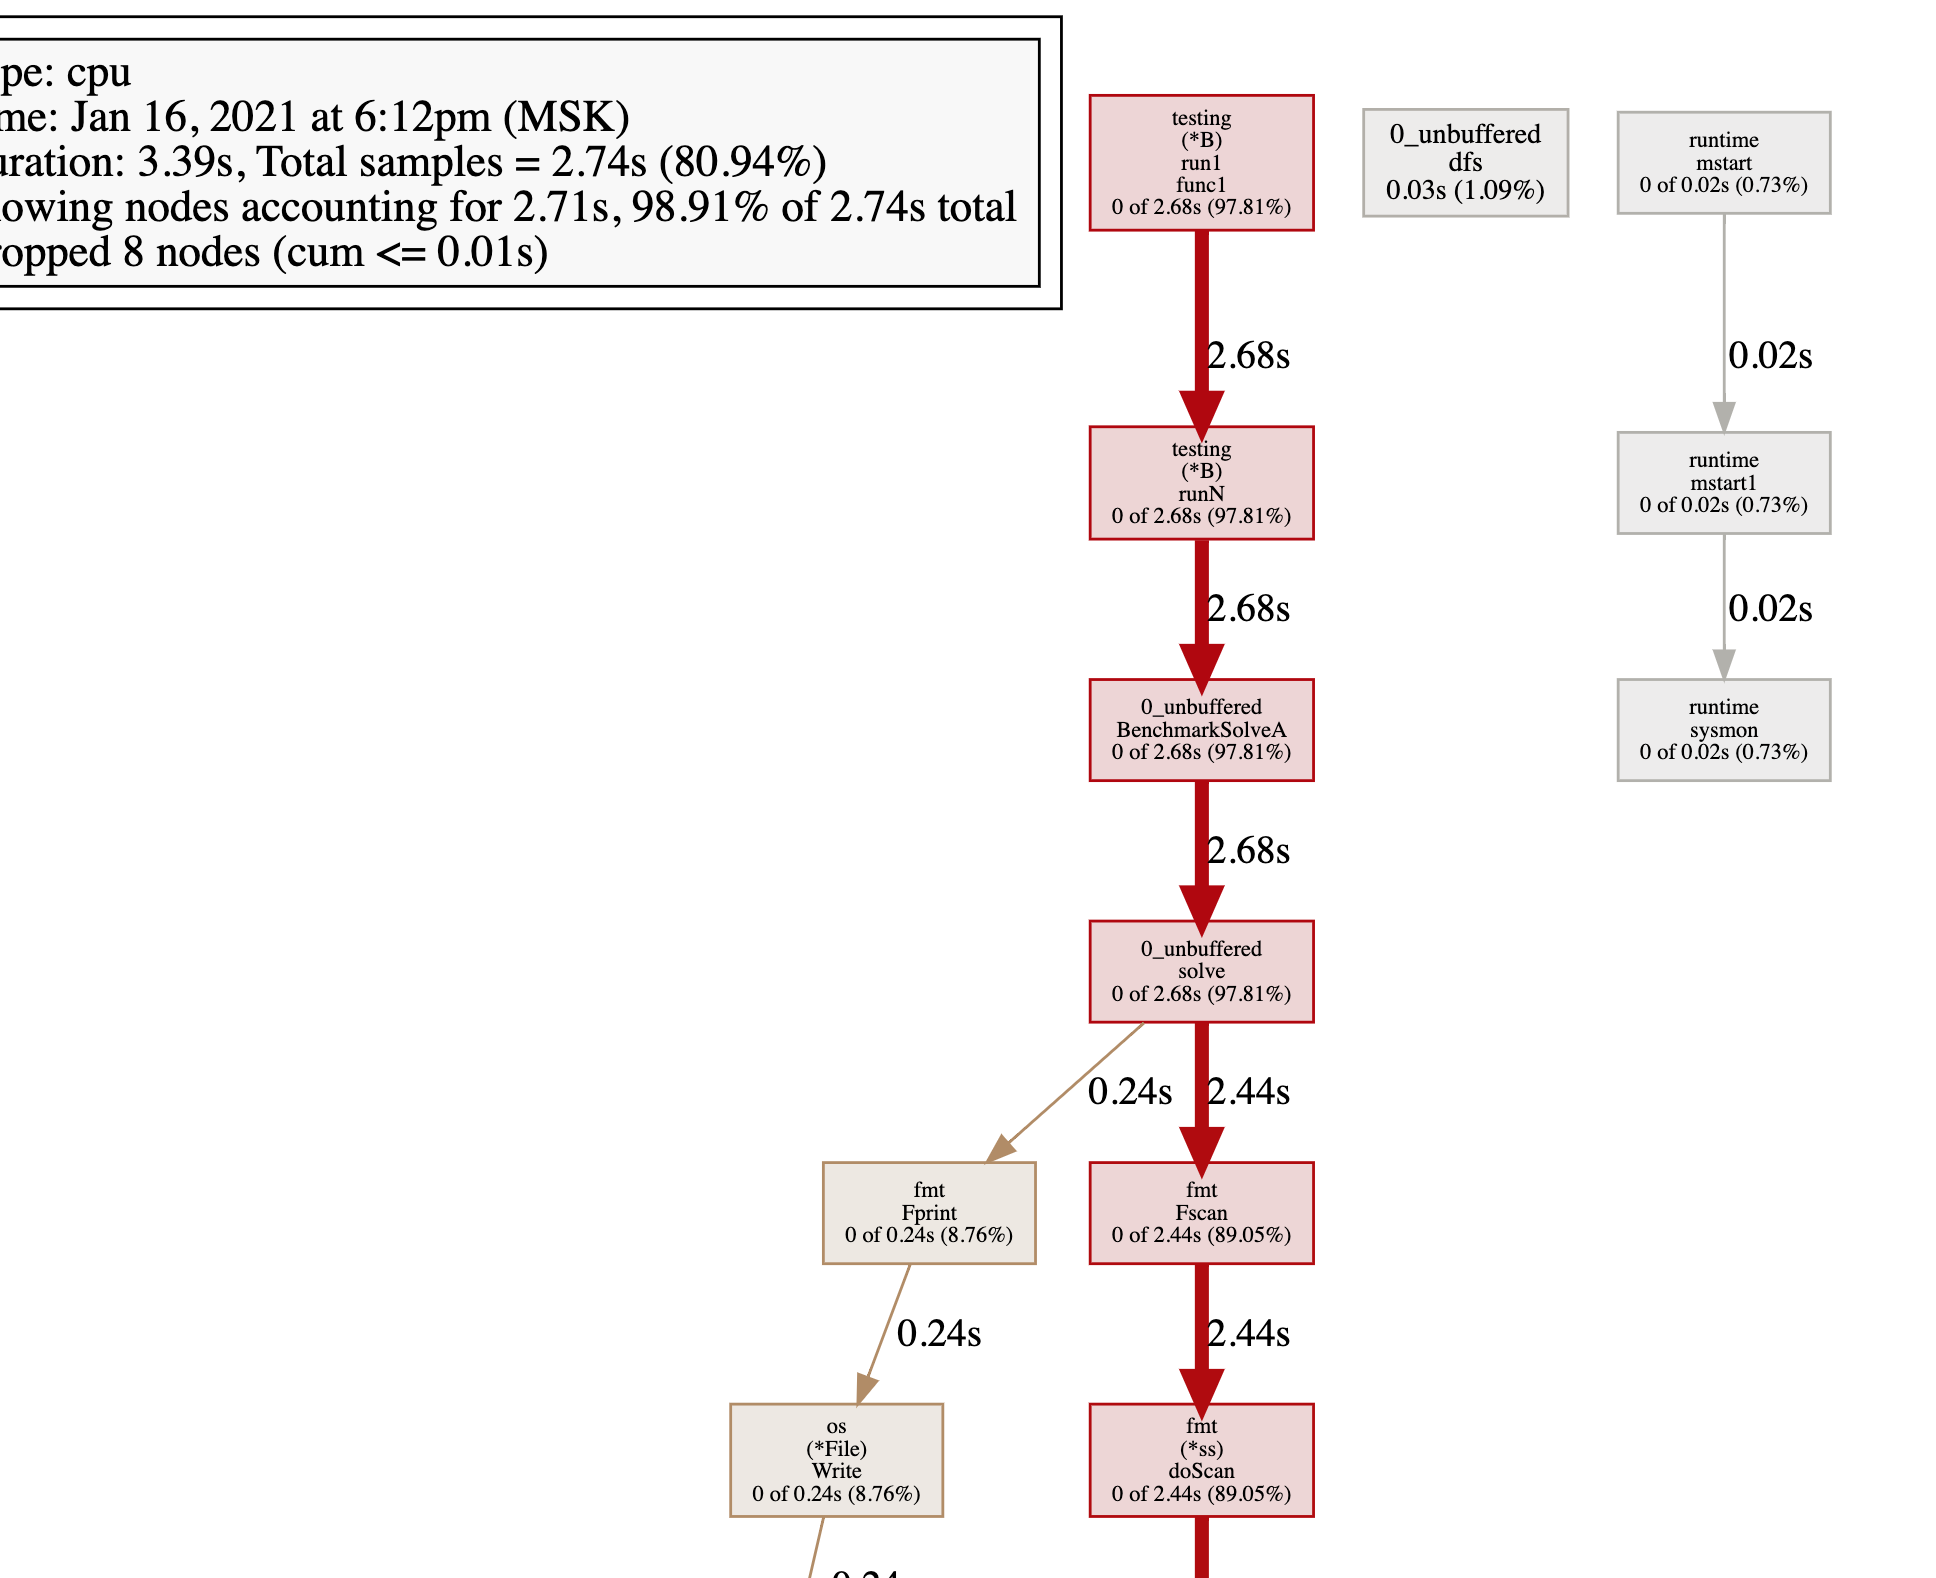 pe: cpu
me: Jan 16, 2021 at 6:12pm (MSK)
uration: 3.39s, Total samples = 2.74s (80.94%)
owing nodes accounting for 2.71s, 98.91% of 2.74s total
opped 8 nodes (cum <= 0.01s)
testing
(*B)
run1
func1
0 of 2.68s (97.81%)
0_unbuffered
dfs
0.03s (1.09%)
runtime
mstart
0 of 0.02s (0.73%)
2.68s
0.02s
testing
(*B)
runN
0 of 2.68s (97.81%)
runtime
mstart1
0 of 0.02s (0.73%)
2.68s
0.02s
0_unbuffered
BenchmarkSolveA
0 of 2.68s (97.81%)
runtime
sysmon
0 of 0.02s (0.73%)
2.68s
0_unbuffered
solve
0 of 2.68s (97.81%)
0.24s
2.44s
fmt
Fprint
0 of 0.24s (8.76%)
fmt
Fscan
0 of 2.44s (89.05%)
0.24s
2.44s
os
(*File)
Write
0 of 0.24s (8.76%)
fmt
(*ss)
doScan
0 of 2.44s (89.05%)